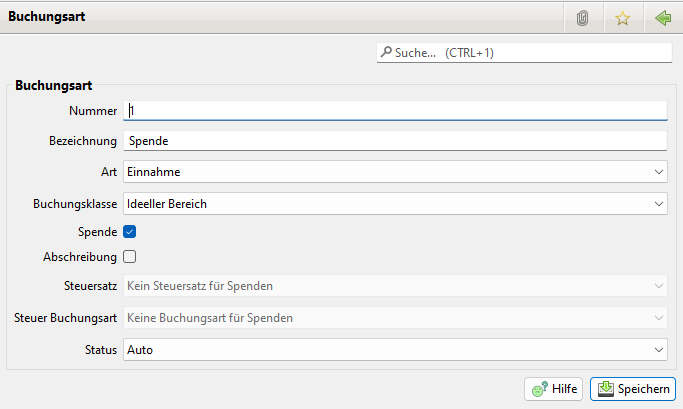 Buchungsart
Suche... (CTRL+1)
Buchungsart
Nummer 1
Bezeichnung Spende
Art Einnahme
Buchungsklasse Ideeller Bereich
Spende
Abschreibung
Steuersatz Kein Steuersatz für Spenden
Steuer Buchungsart Keine Buchungsart für Spenden
Status Auto
Hilfe Speichern